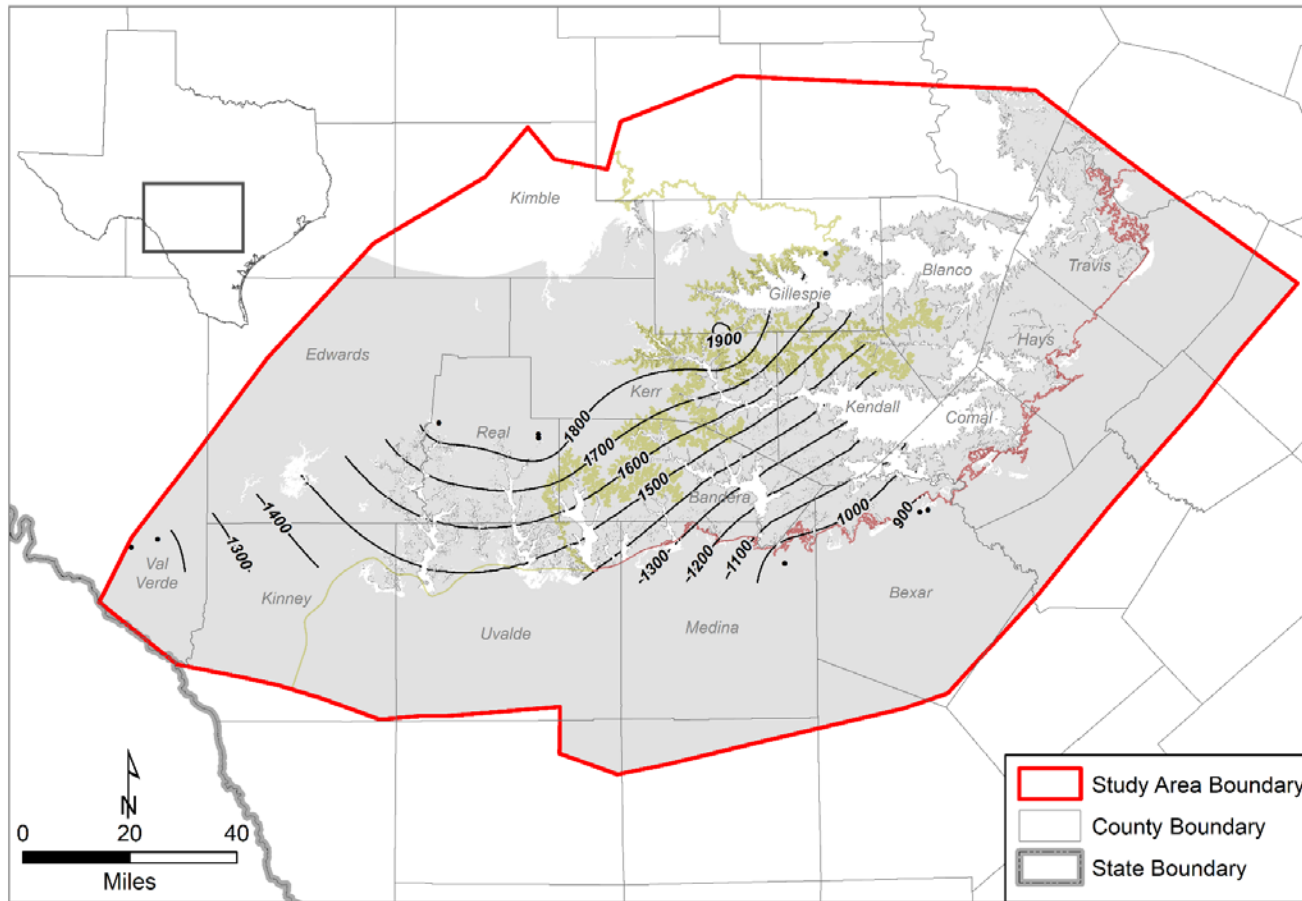 Kimble
Blanco
Travis
Gillespie
1900
Hays
Edwards
Kerr
Kendall
Comal
1800
Real
1700
1600
1500
Bandera
1000
900
1400
1300
1300
1200
1100
Val
Verde
Kinney
Bexar
Uvalde
Medina
N
0 20 40
Miles
Study Area Boundary
County Boundary
State Boundary